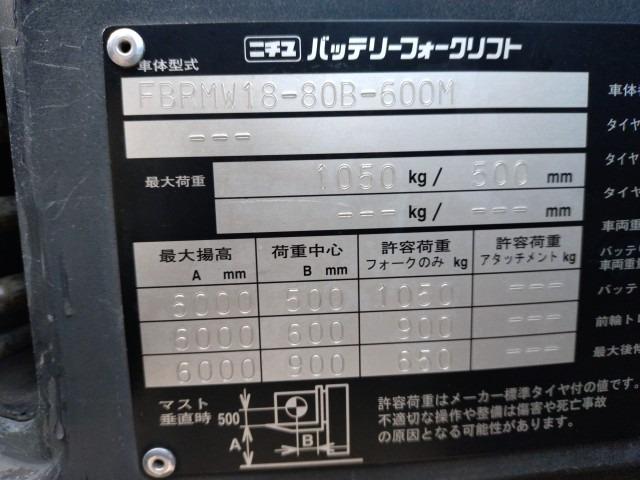 ニチユ バッテリーフォークリフト
車体型式
FBRMW18-80B-600M
---
最大荷重 1050 kg/ 500 mm
--- kg/ --- mm
最大揚高 A mm 荷重中心 B mm 許容荷重 フォークのみ kg 許容荷重 アタッチメント kg
6000 500 1050 ---
6000 600 900 ---
6000 900 650 ---
マスト
垂直時 500
A
B
許容荷重はメーカー標準タイヤ付の値です。
不適切な操作や整備は傷害や死亡事故
の原因となる可能性があります。
車体
タイヤ
タイヤ
タイヤ
車両重
バッテ
車両重量
バッテ
前輪トレ
最大後傾